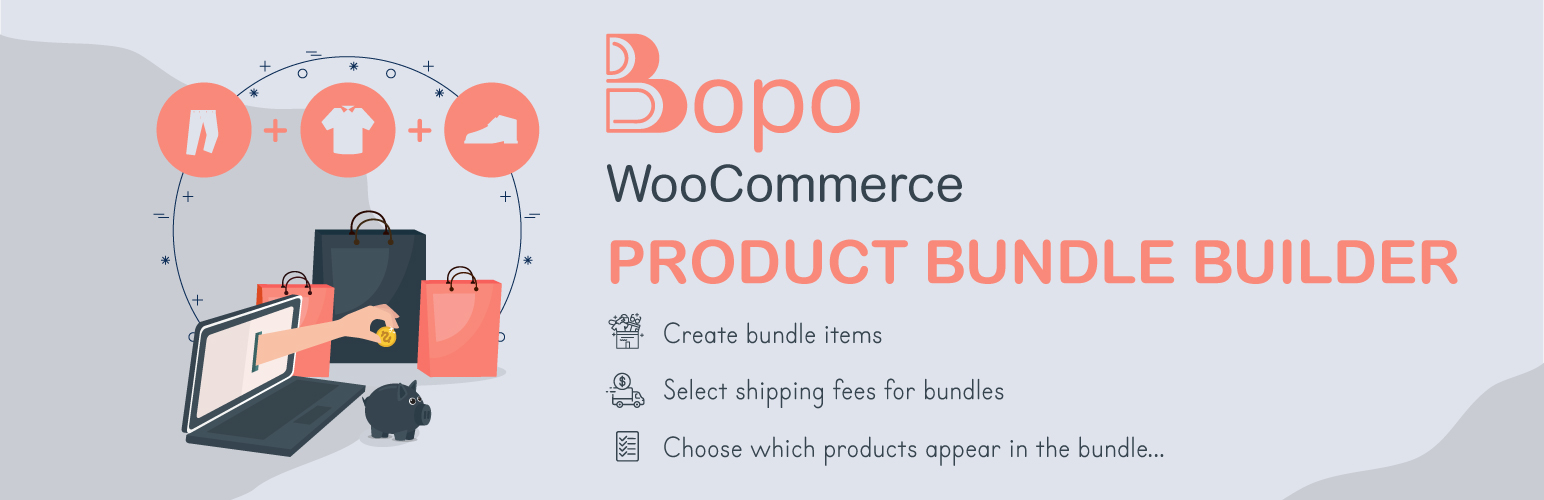 Bopo
WooCommerce
PRODUCT BUNDLE BUILDER
Create bundle items
Select shipping fees for bundles
Choose which products appear in the bundle...